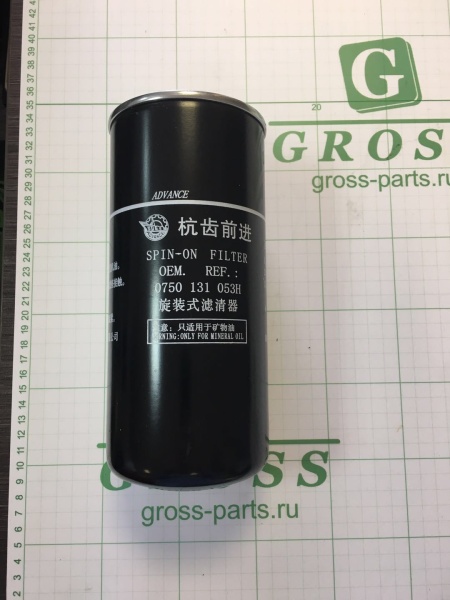 G
20
GROSS
gross-parts.ru
ADVANCE
杭齿前进
SPIN-ON FILTER
OEM. REF.:
0750 131 053H
旋装式滤清器
意：只适用于矿物油
ONLY FOR MINERAL OIL
GROSS
gross-parts.ru